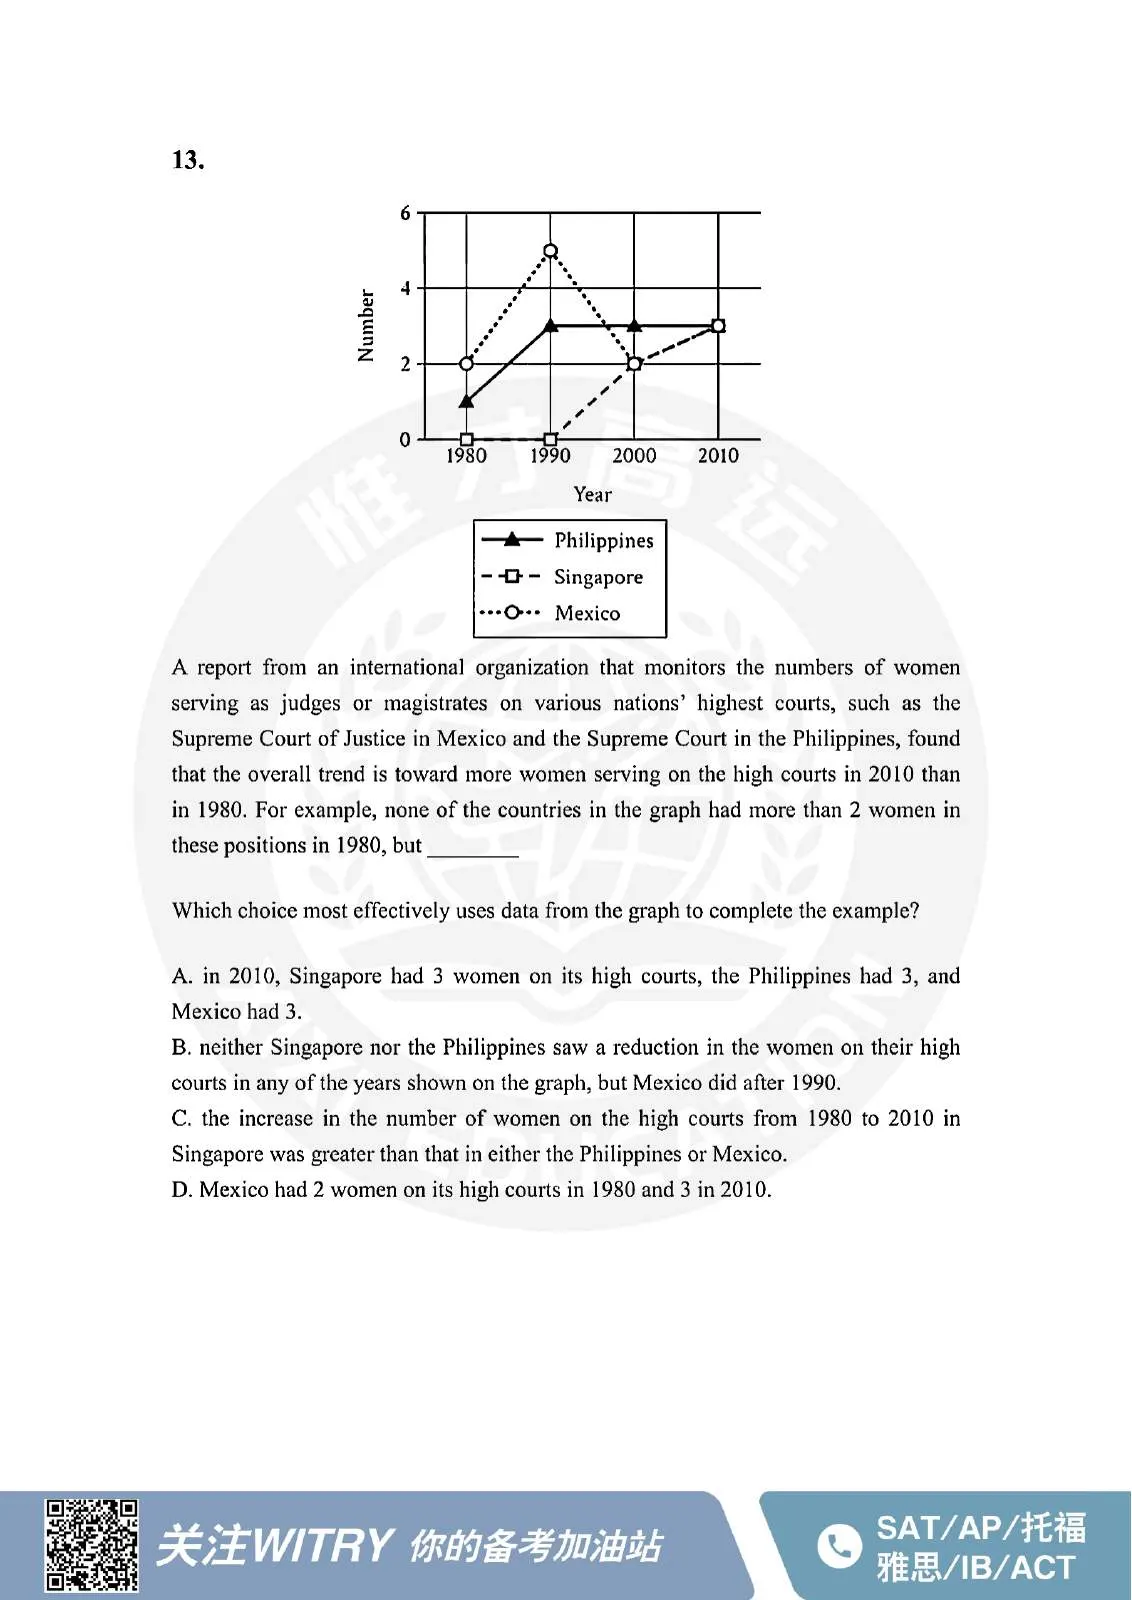 13.
6
4
2
0
Number
1980 1990 2000 2010
Year
Philippines
Singapore
Mexico
A report from an international organization that monitors the numbers of women
serving as judges or magistrates on various nations’ highest courts, such as the
Supreme Court of Justice in Mexico and the Supreme Court in the Philippines, found
that the overall trend is toward more women serving on the high courts in 2010 than
in 1980. For example, none of the countries in the graph had more than 2 women in
these positions in 1980, but ________
Which choice most effectively uses data from the graph to complete the example?
A. in 2010, Singapore had 3 women on its high courts, the Philippines had 3, and
Mexico had 3.
B. neither Singapore nor the Philippines saw a reduction in the women on their high
courts in any of the years shown on the graph, but Mexico did after 1990.
C. the increase in the number of women on the high courts from 1980 to 2010 in
Singapore was greater than that in either the Philippines or Mexico.
D. Mexico had 2 women on its high courts in 1980 and 3 in 2010.
惟才高远
关注WITRY 你的备考加油站
SAT/AP/托福
雅思/IB/ACT